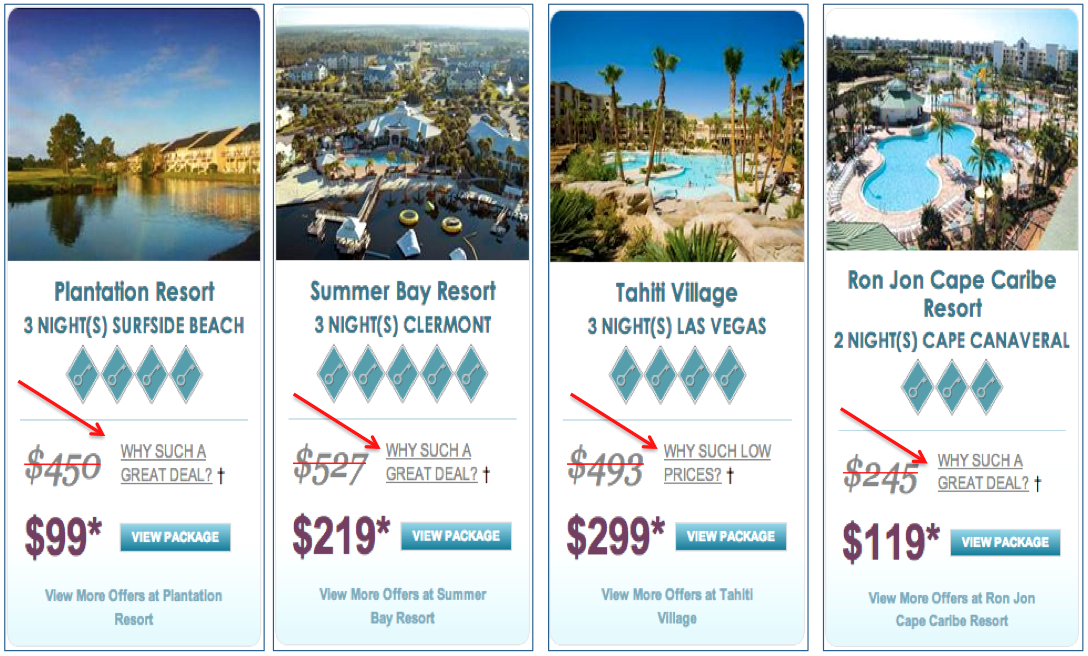 Plantation Resort
3 NIGHT(S) SURFSIDE BEACH
$450
WHY SUCH A
GREAT DEAL? †
$99*
VIEW PACKAGE
View More Offers at Plantation
Resort
Summer Bay Resort
3 NIGHT(S) CLERMONT
$527
WHY SUCH A
GREAT DEAL? †
$219*
VIEW PACKAGE
View More Offers at Summer
Bay Resort
Tahiti Village
3 NIGHT(S) LAS VEGAS
$493
WHY SUCH LOW
PRICES? †
$299*
VIEW PACKAGE
View More Offers at Tahiti
Village
Ron Jon Cape Caribe
Resort
2 NIGHT(S) CAPE CANAVERAL
$245
WHY SUCH A
GREAT DEAL? †
$119*
VIEW PACKAGE
View More Offers at Ron Jon
Cape Caribe Resort